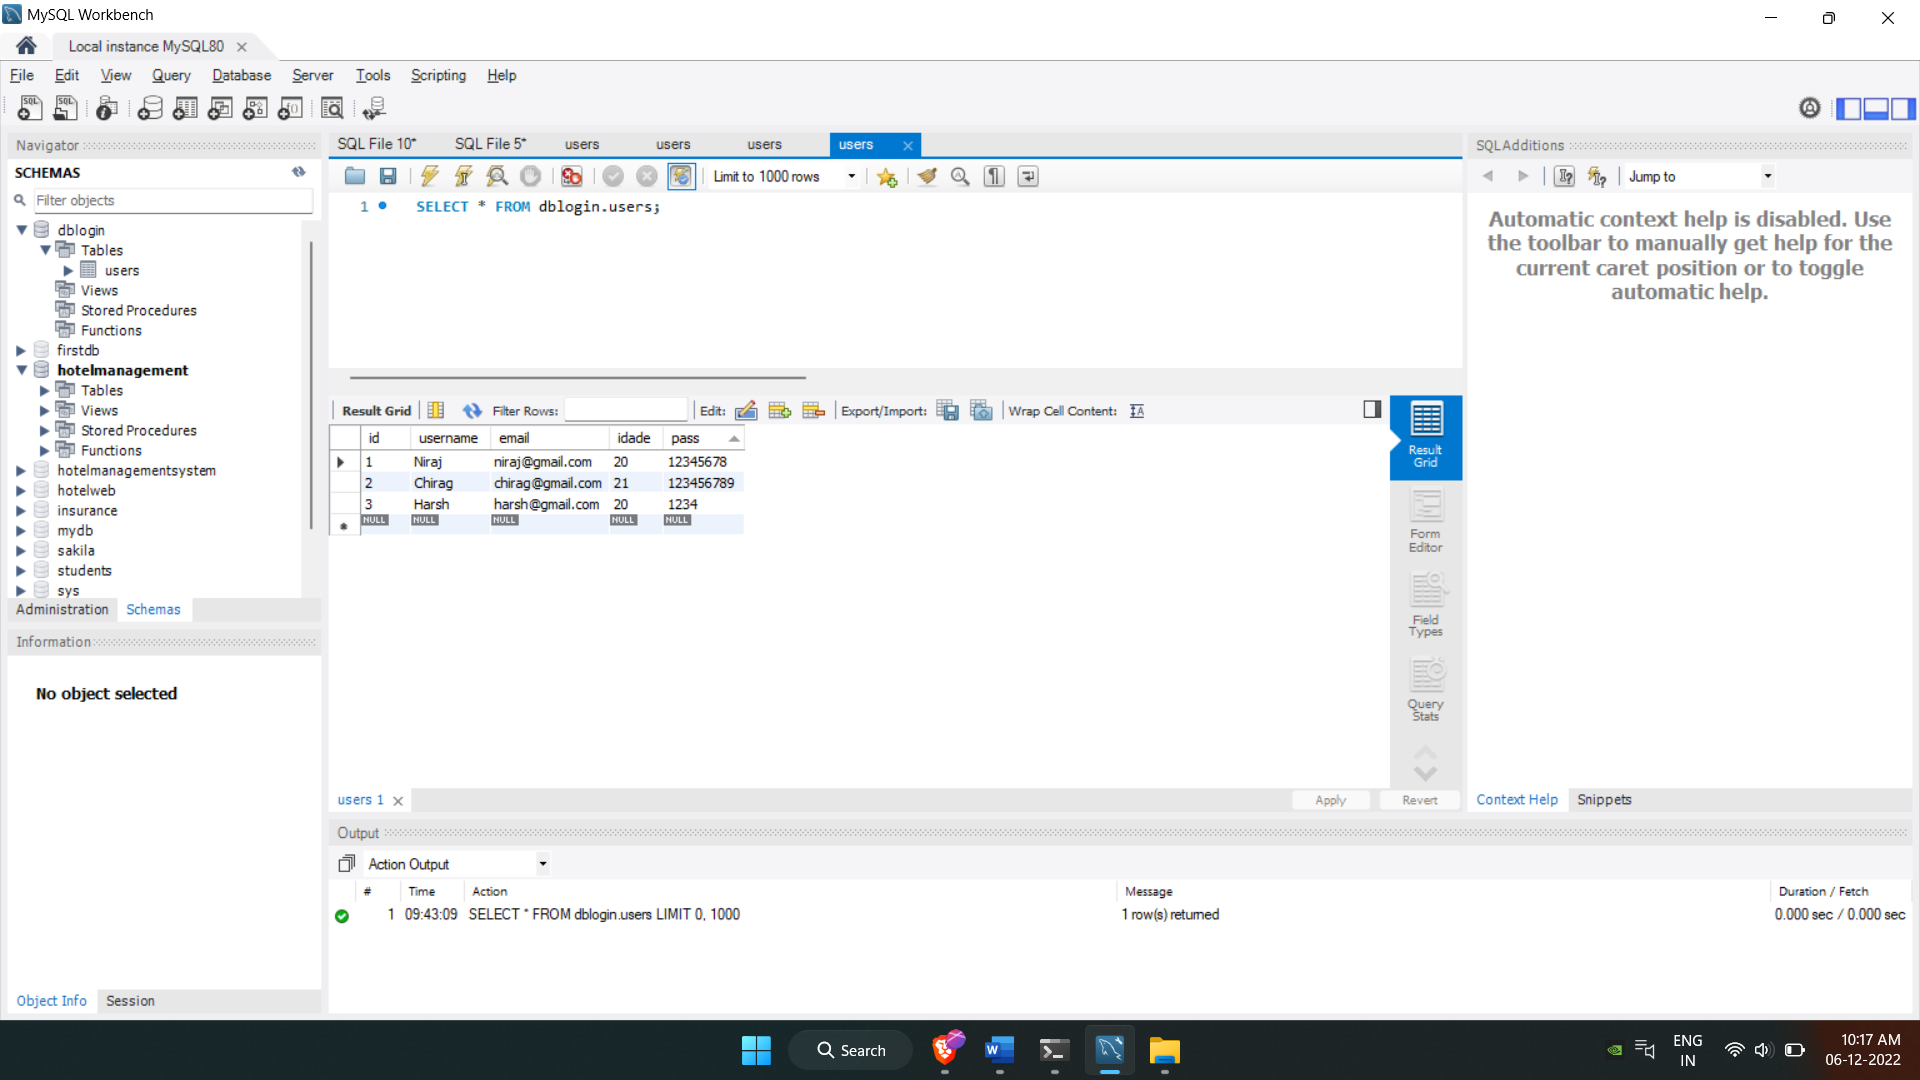 MySQL Workbench
Local instance MySQL80
File Edit View Query Database Server Tools Scripting Help
Navigator
SCHEMAS
Filter objects
dblogin
Tables
users
Views
Stored Procedures
Functions
firstdb
hotelmanagement
Tables
Views
Stored Procedures
Functions
hotelmanagementsystem
hotelweb
insurance
mydb
sakila
students
sys
Administration Schemas
Information
No object selected
Object Info Session
SQL File 10* SQL File 5* users users users users
Limit to 1000 rows
1 SELECT * FROM dblogin.users;
Result Grid Filter Rows: Edit: Export/Import: Wrap Cell Content:
id username email idade pass
1 Niraj niraj@gmail.com 20 12345678
2 Chirag chirag@gmail.com 21 123456789
3 Harsh harsh@gmail.com 20 1234
NULL NULL NULL NULL NULL
Result
Grid
Form
Editor
Field
Types
Query
Stats
users 1 Apply Revert
SQLAdditions
Jump to
Automatic context help is disabled. Use
the toolbar to manually get help for the
current caret position or to toggle
automatic help.
Context Help Snippets
Output
Action Output
# Time Action Message Duration / Fetch
1 09:43:09 SELECT * FROM dblogin.users LIMIT 0, 1000 1 row(s) returned 0.000 sec / 0.000 sec
Search
ENG
IN
10:17 AM
06-12-2022